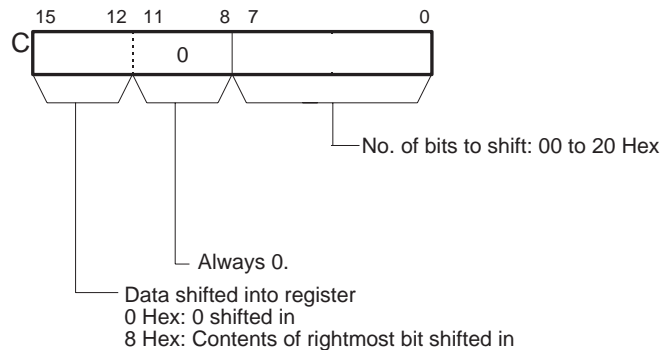 15 12 11 8 7 0
C
0
No. of bits to shift: 00 to 20 Hex
Always 0.
Data shifted into register
0 Hex: 0 shifted in
8 Hex: Contents of rightmost bit shifted in